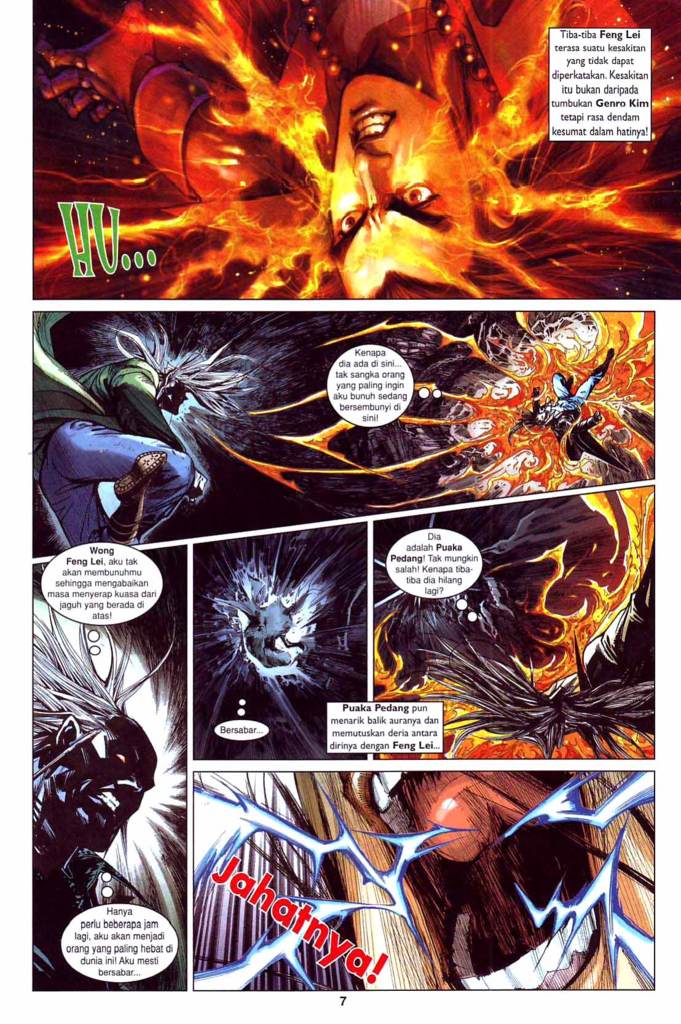 Tiba-tiba Feng Lei
terasa suatu kesakitan
yang tidak dapat
diperkatakan. Kesakitan
itu bukan daripada
tumbukan Genro Kim
tetapi rasa dendam
kesumat dalam hatinya!
HU...
Kenapa
dia ada di sini...
tak sangka orang
yang paling ingin
aku bunuh sedang
bersembunyi di
sini!
Wong
Feng Lei, aku tak
akan membunuhmu
sehingga mengabaikan
masa menyerap kuasa dari
jaguh yang berada di
atas!
Hanya
perlu beberapa jam
lagi, aku akan menjadi
orang yang paling hebat di
dunia ini! Aku mesti
bersabar...
Bersabar...
Dia
adalah Puaka
Pedang! Tak mungkin
salah! Kenapa tiba-
tiba dia hilang
lagi?
Puaka Pedang pun
menarik balik auranya dan
memutuskan deria antara
dirinya dengan Feng Lei...
Jahatnya!
7